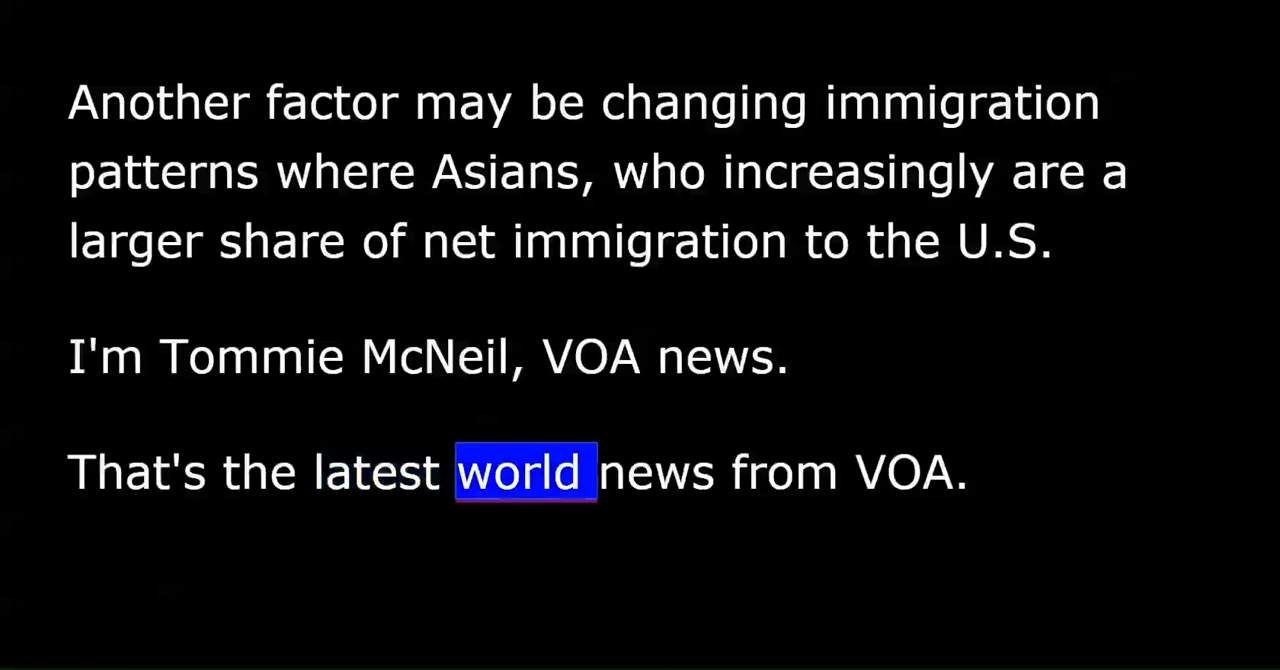 Another factor may be changing immigration
patterns where Asians, who increasingly are a
larger share of net immigration to the U.S.
I'm Tommie McNeil, VOA news.
That's the latest world news from VOA.